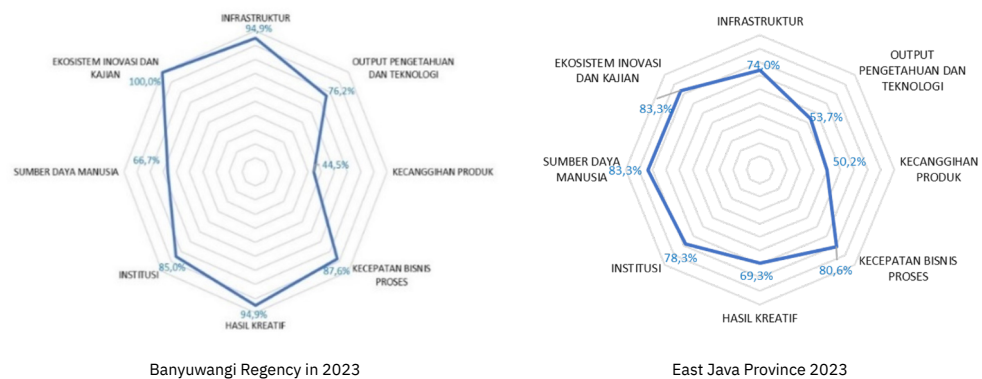 INFRASTRUKTUR
94,9%
EKOSISTEM INOVASI DAN
KAJIAN
100,0%
OUTPUT PENGETAHUAN
DAN TEKNOLOGI
76,2%
66,7%
SUMBER DAYA MANUSIA
44,5%
KECANGGIHAN PRODUK
85,0%
INSTITUSI
87,6%
KECEPATAN BISNIS
PROSES
94,9%
HASIL KREATIF
Banyuwangi Regency in 2023
INFRASTRUKTUR
74,0%
EKOSISTEM INOVASI
DAN KAJIAN
83,3%
OUTPUT
PENGETAHUAN DAN
TEKNOLOGI
53,7%
SUMBER DAYA
MANUSIA
83,3%
50,2%
KECANGGIHAN
PRODUK
78,3%
INSTITUSI
69,3%
80,6%
KECEPATAN BISNIS
PROSES
HASIL KREATIF
East Java Province 2023